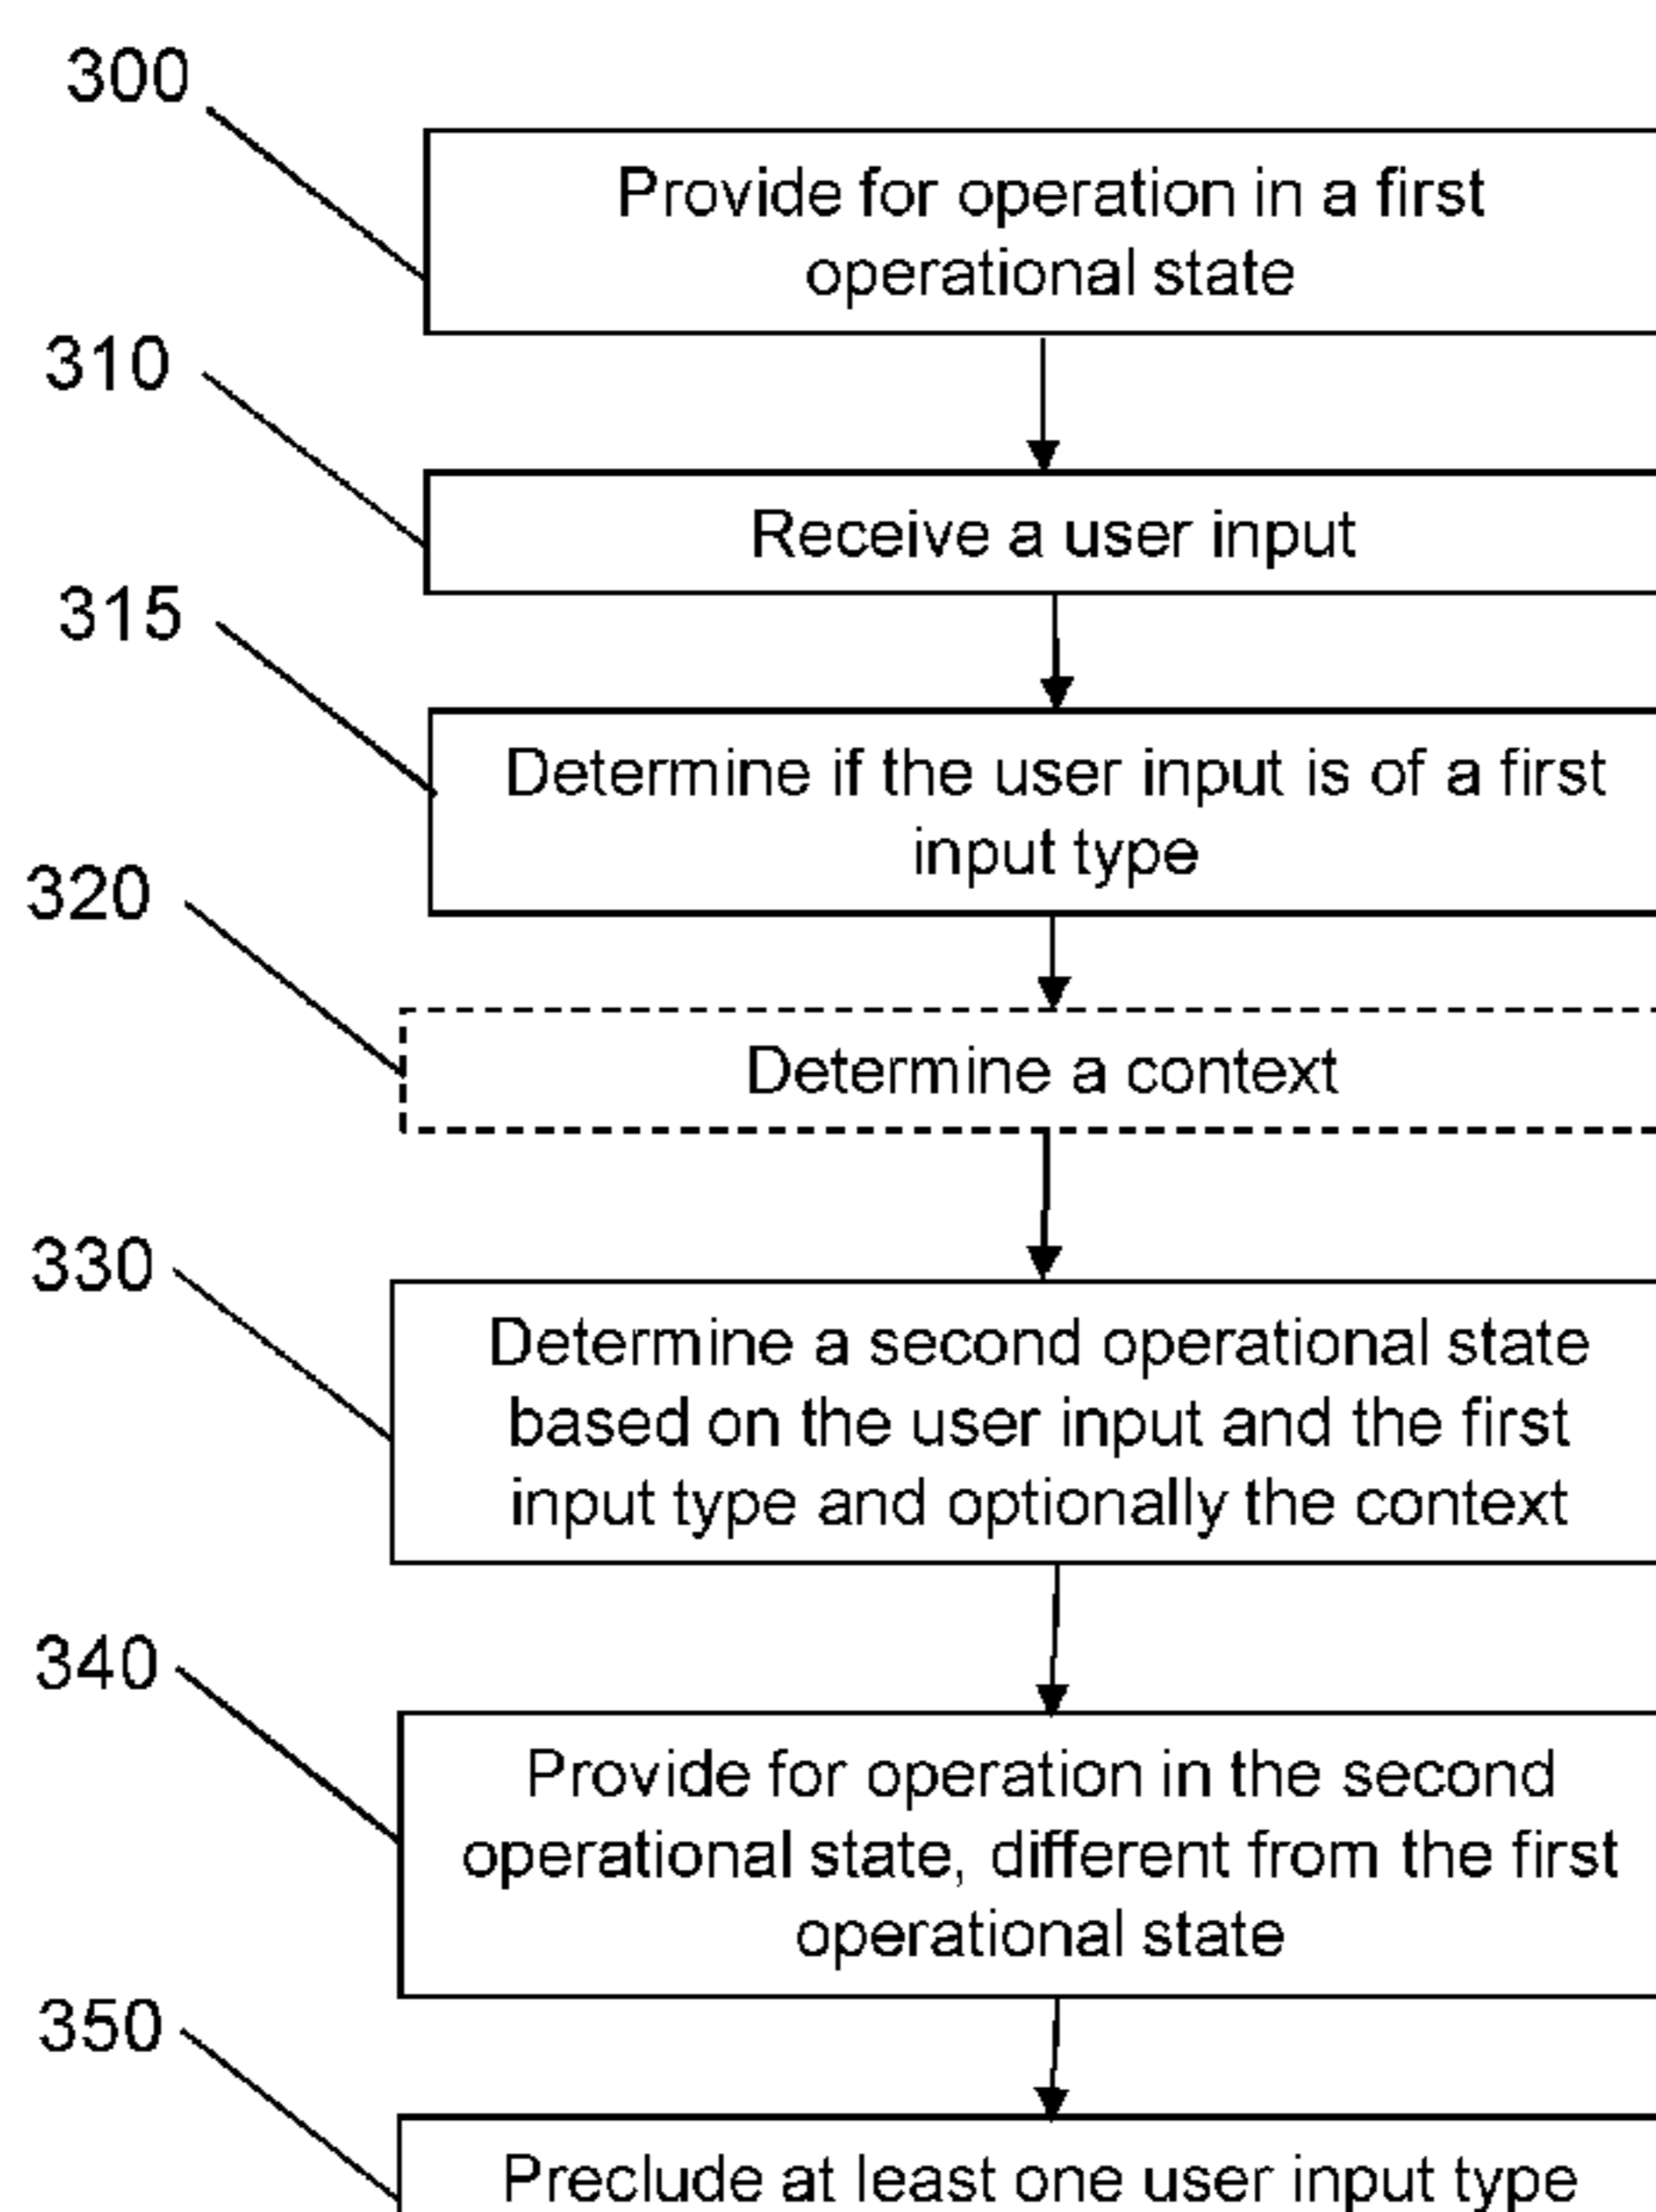 300
Provide for operation in a first
operational state
310
Receive a user input
315
Determine if the user input is of a first
input type
320
Determine a context
330
Determine a second operational state
based on the user input and the first
input type and optionally the context
340
Provide for operation in the second
operational state, different from the first
operational state
350
Preclude at least one user input type